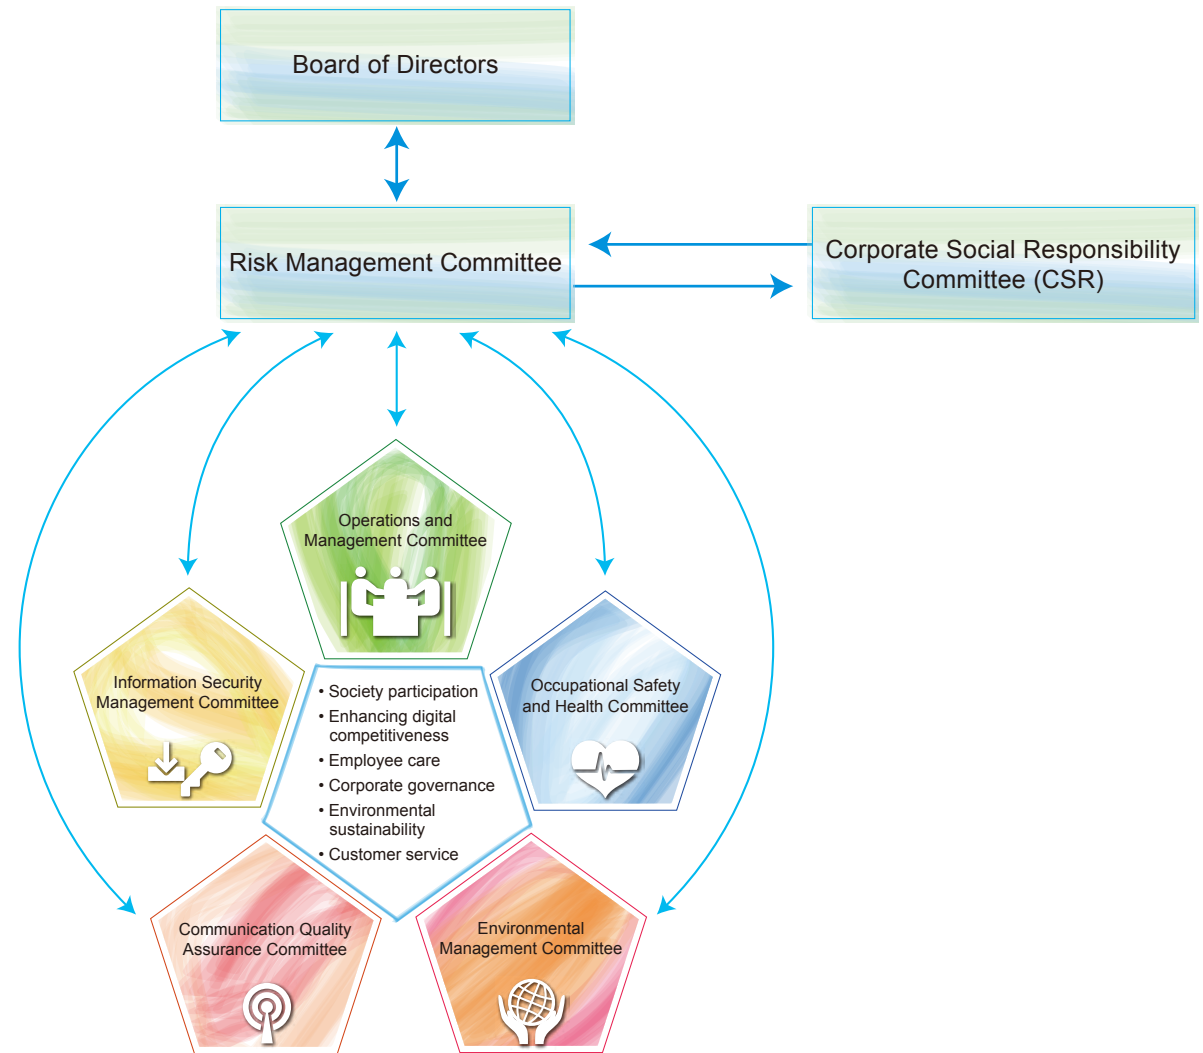 Board of Directors
Risk Management Committee
Corporate Social Responsibility
Committee (CSR)
Operations and
Management Committee
Information Security
Management Committee
Occupational Safety
and Health Committee
• Society participation
• Enhancing digital
competitiveness
• Employee care
• Corporate governance
• Environmental
sustainability
• Customer service
Communication Quality
Assurance Committee
Environmental
Management Committee